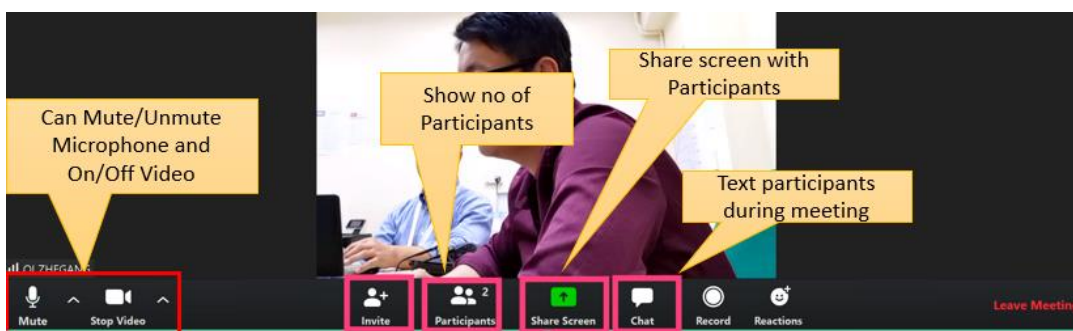 Share screen with
Participants
Show no of
Participants
Can Mute/Unmute
Microphone and
On/Off Video
Text participants
during meeting
QI ZHEGANG
Mute
Stop Video
Invite
Participants
2
Share Screen
Chat
Record
Reactions
Leave Meeting